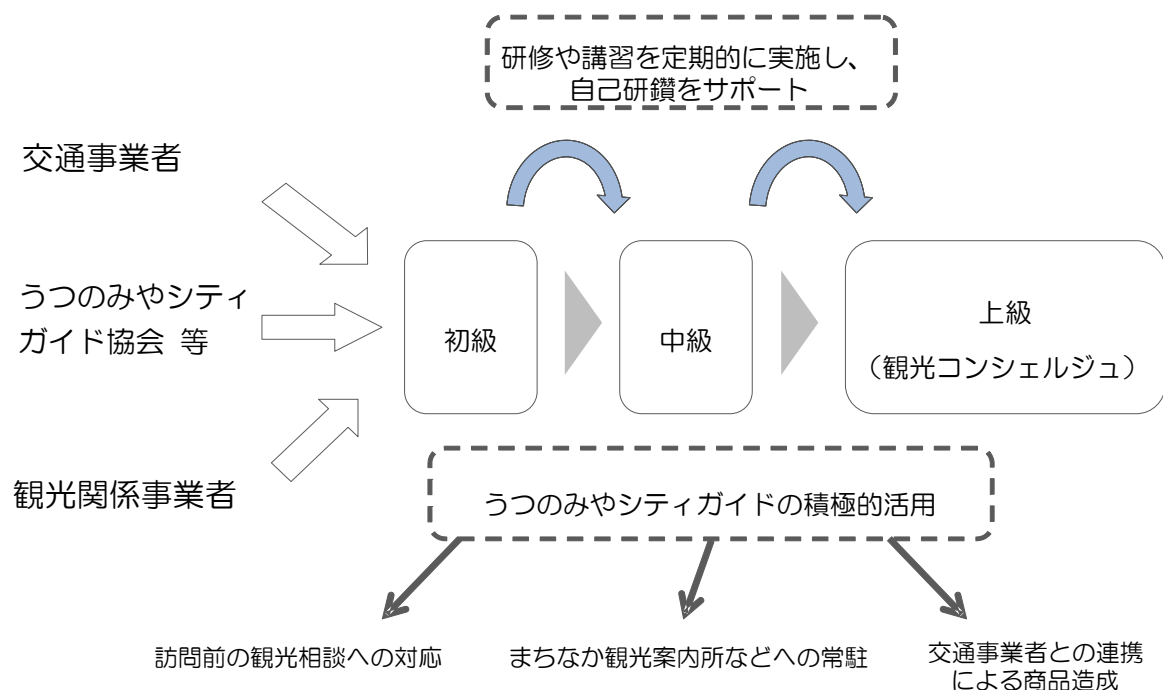 研修や講習を定期的に実施し、
自己研鑽をサポート
交通事業者
うつのみやシティ
ガイド協会 等
観光関係事業者
初級
中級
上級
（観光コンシェルジュ）
うつのみやシティガイドの積極的活用
訪問前の観光相談への対応
まちなか観光案内所などへの常駐
交通事業者との連携
による商品造成